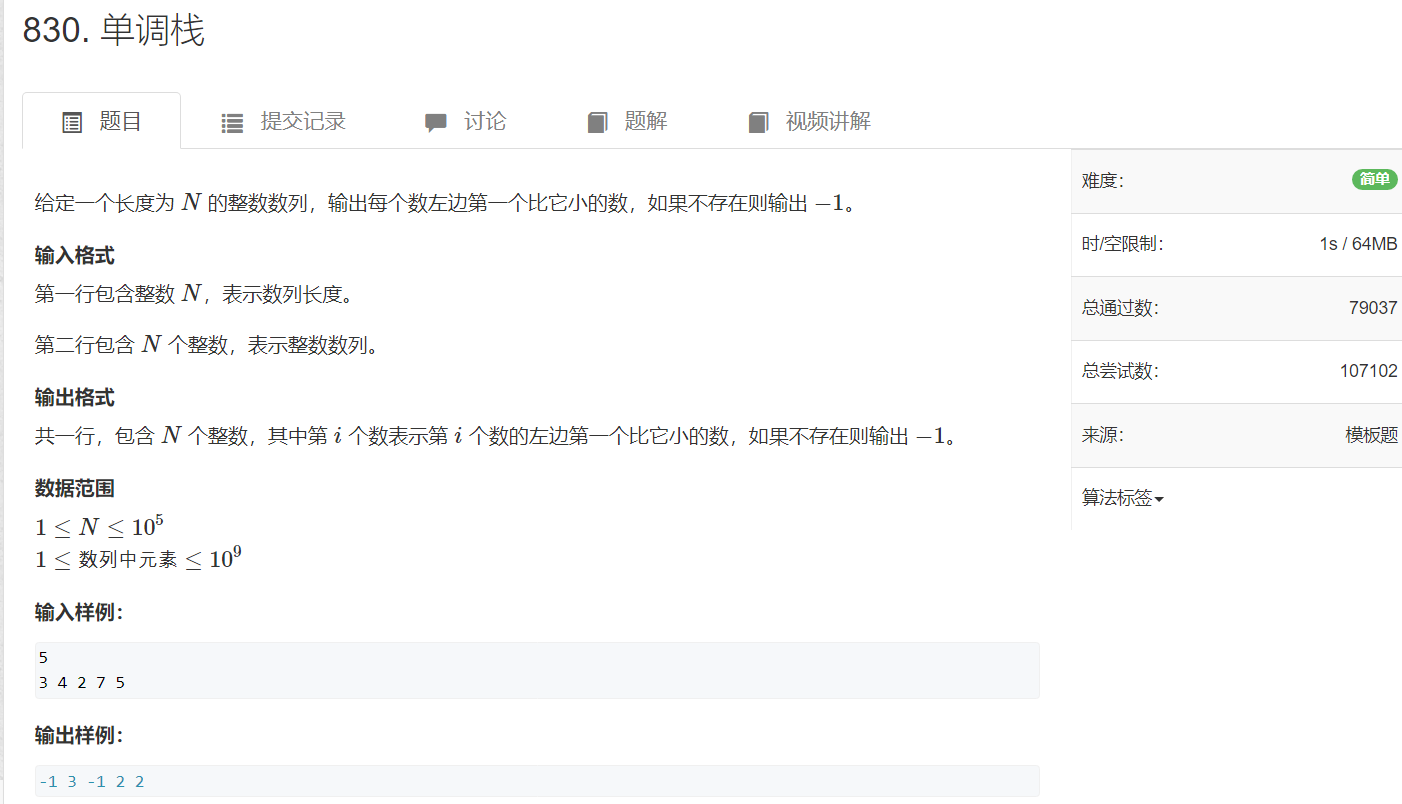 830. 单调栈
题目 提交记录 讨论 题解 视频讲解
给定一个长度为 N 的整数数列，输出每个数左边第一个比它小的数，如果不存在则输出 −1。
输入格式
第一行包含整数 N，表示数列长度。
第二行包含 N 个整数，表示整数数列。
输出格式
共一行，包含 N 个整数，其中第 i 个数表示第 i 个数的左边第一个比它小的数，如果不存在则输出 −1。
数据范围
1 ≤ N ≤ 10⁵
1 ≤ 数列中元素 ≤ 10⁹
输入样例：
5
3 4 2 7 5
输出样例：
-1 3 -1 2 2
难度： 简单
时/空限制： 1s / 64MB
总通过数： 79037
总尝试数： 107102
来源： 模板题
算法标签